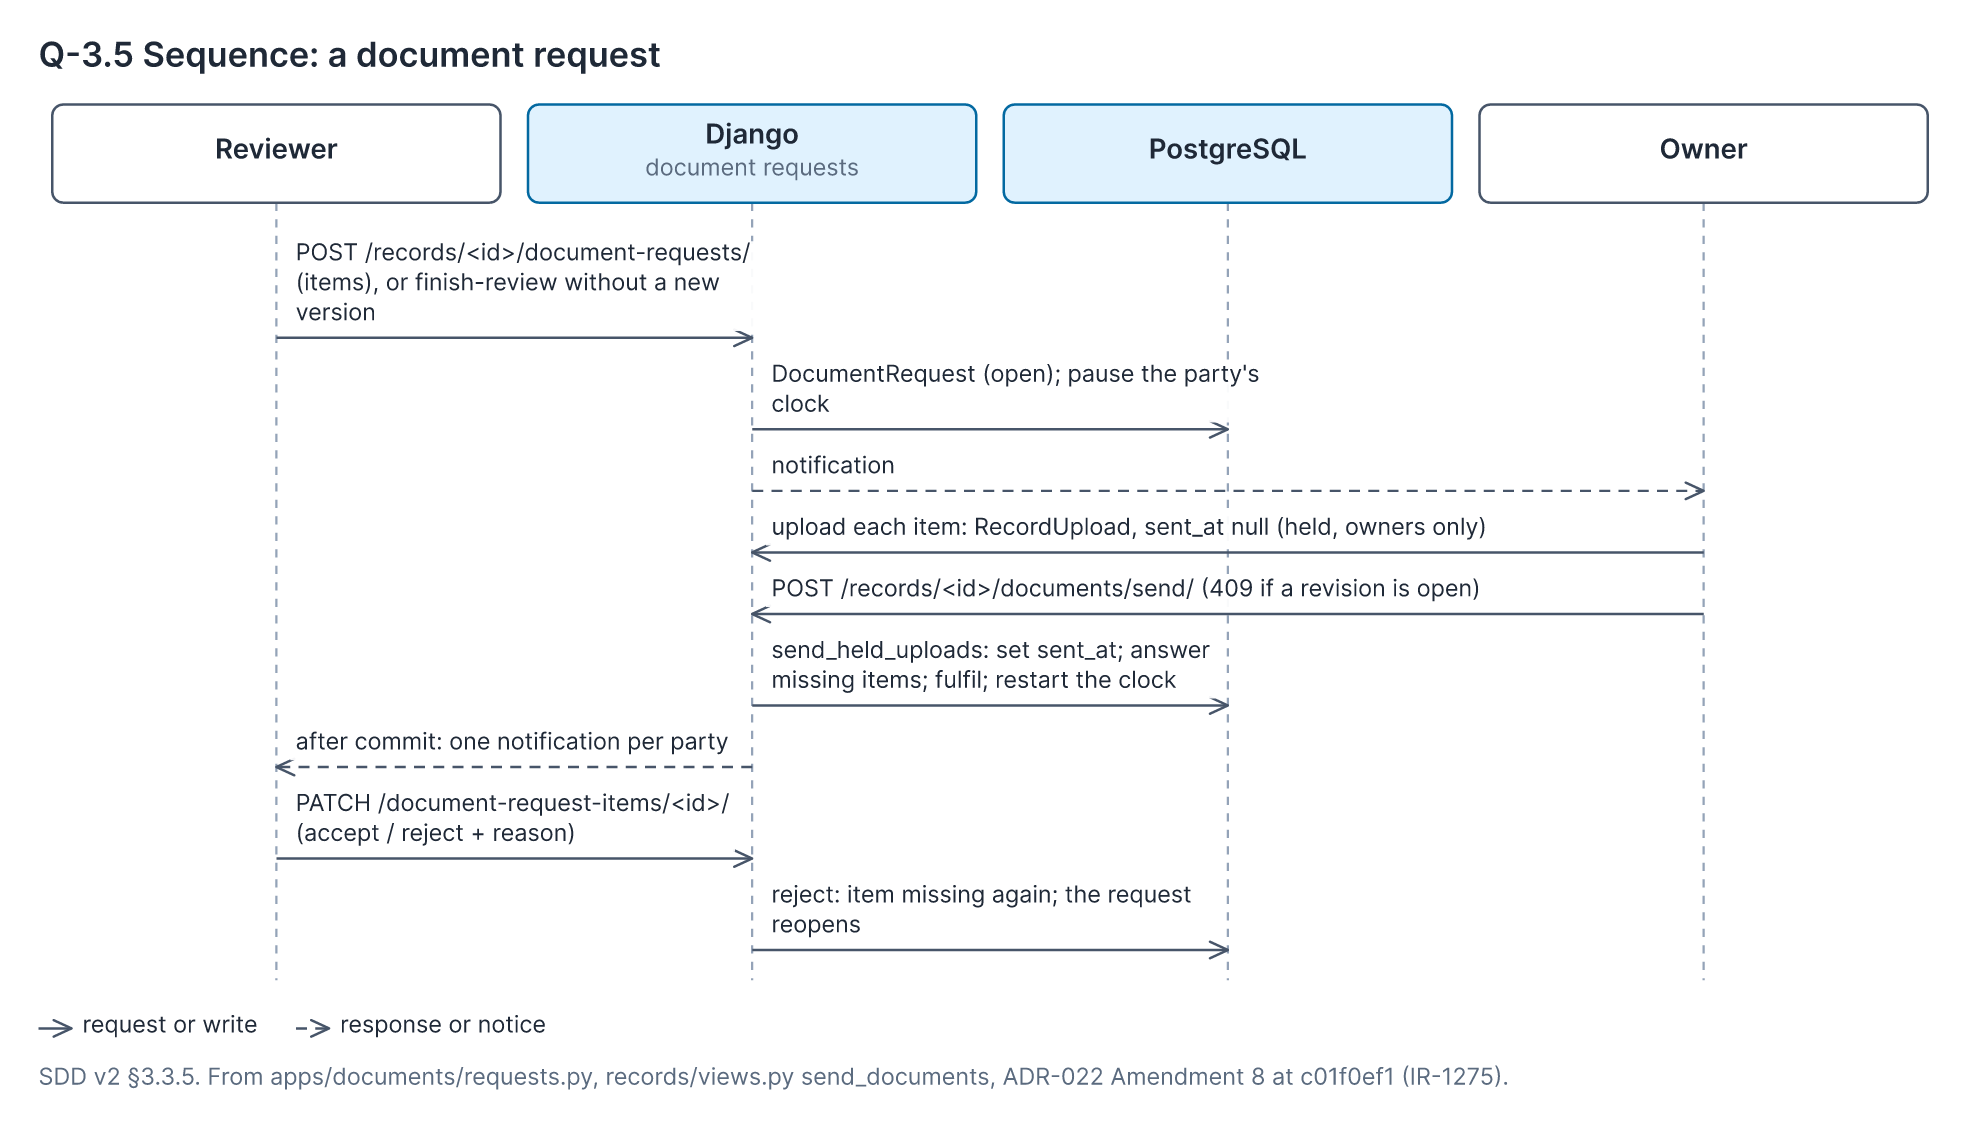 Q-3.5 Sequence: a document request
Reviewer
Django
document requests
PostgreSQL
Owner
POST /records/<id>/document-requests/
(items), or finish-review without a new
version
DocumentRequest (open); pause the party's
clock
notification
upload each item: RecordUpload, sent_at null (held, owners only)
POST /records/<id>/documents/send/ (409 if a revision is open)
send_held_uploads: set sent_at; answer
missing items; fulfil; restart the clock
after commit: one notification per party
PATCH /document-request-items/<id>/
(accept / reject + reason)
reject: item missing again; the request
reopens
request or write
response or notice
SDD v2 §3.3.5. From apps/documents/requests.py, records/views.py send_documents, ADR-022 Amendment 8 at c01f0ef1 (IR-1275).